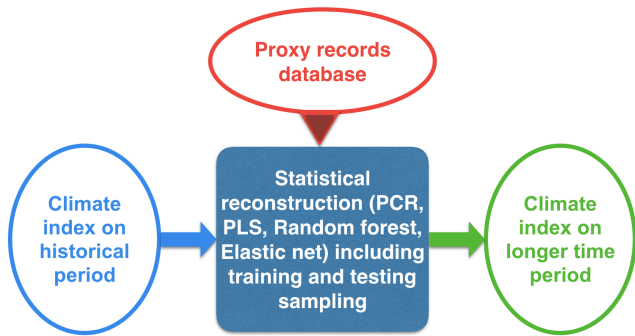 Proxy records
database
Climate
index on
historical
period
Statistical
reconstruction (PCR,
PLS, Random forest,
Elastic net) including
training and testing
sampling
Climate
index on
longer time
period